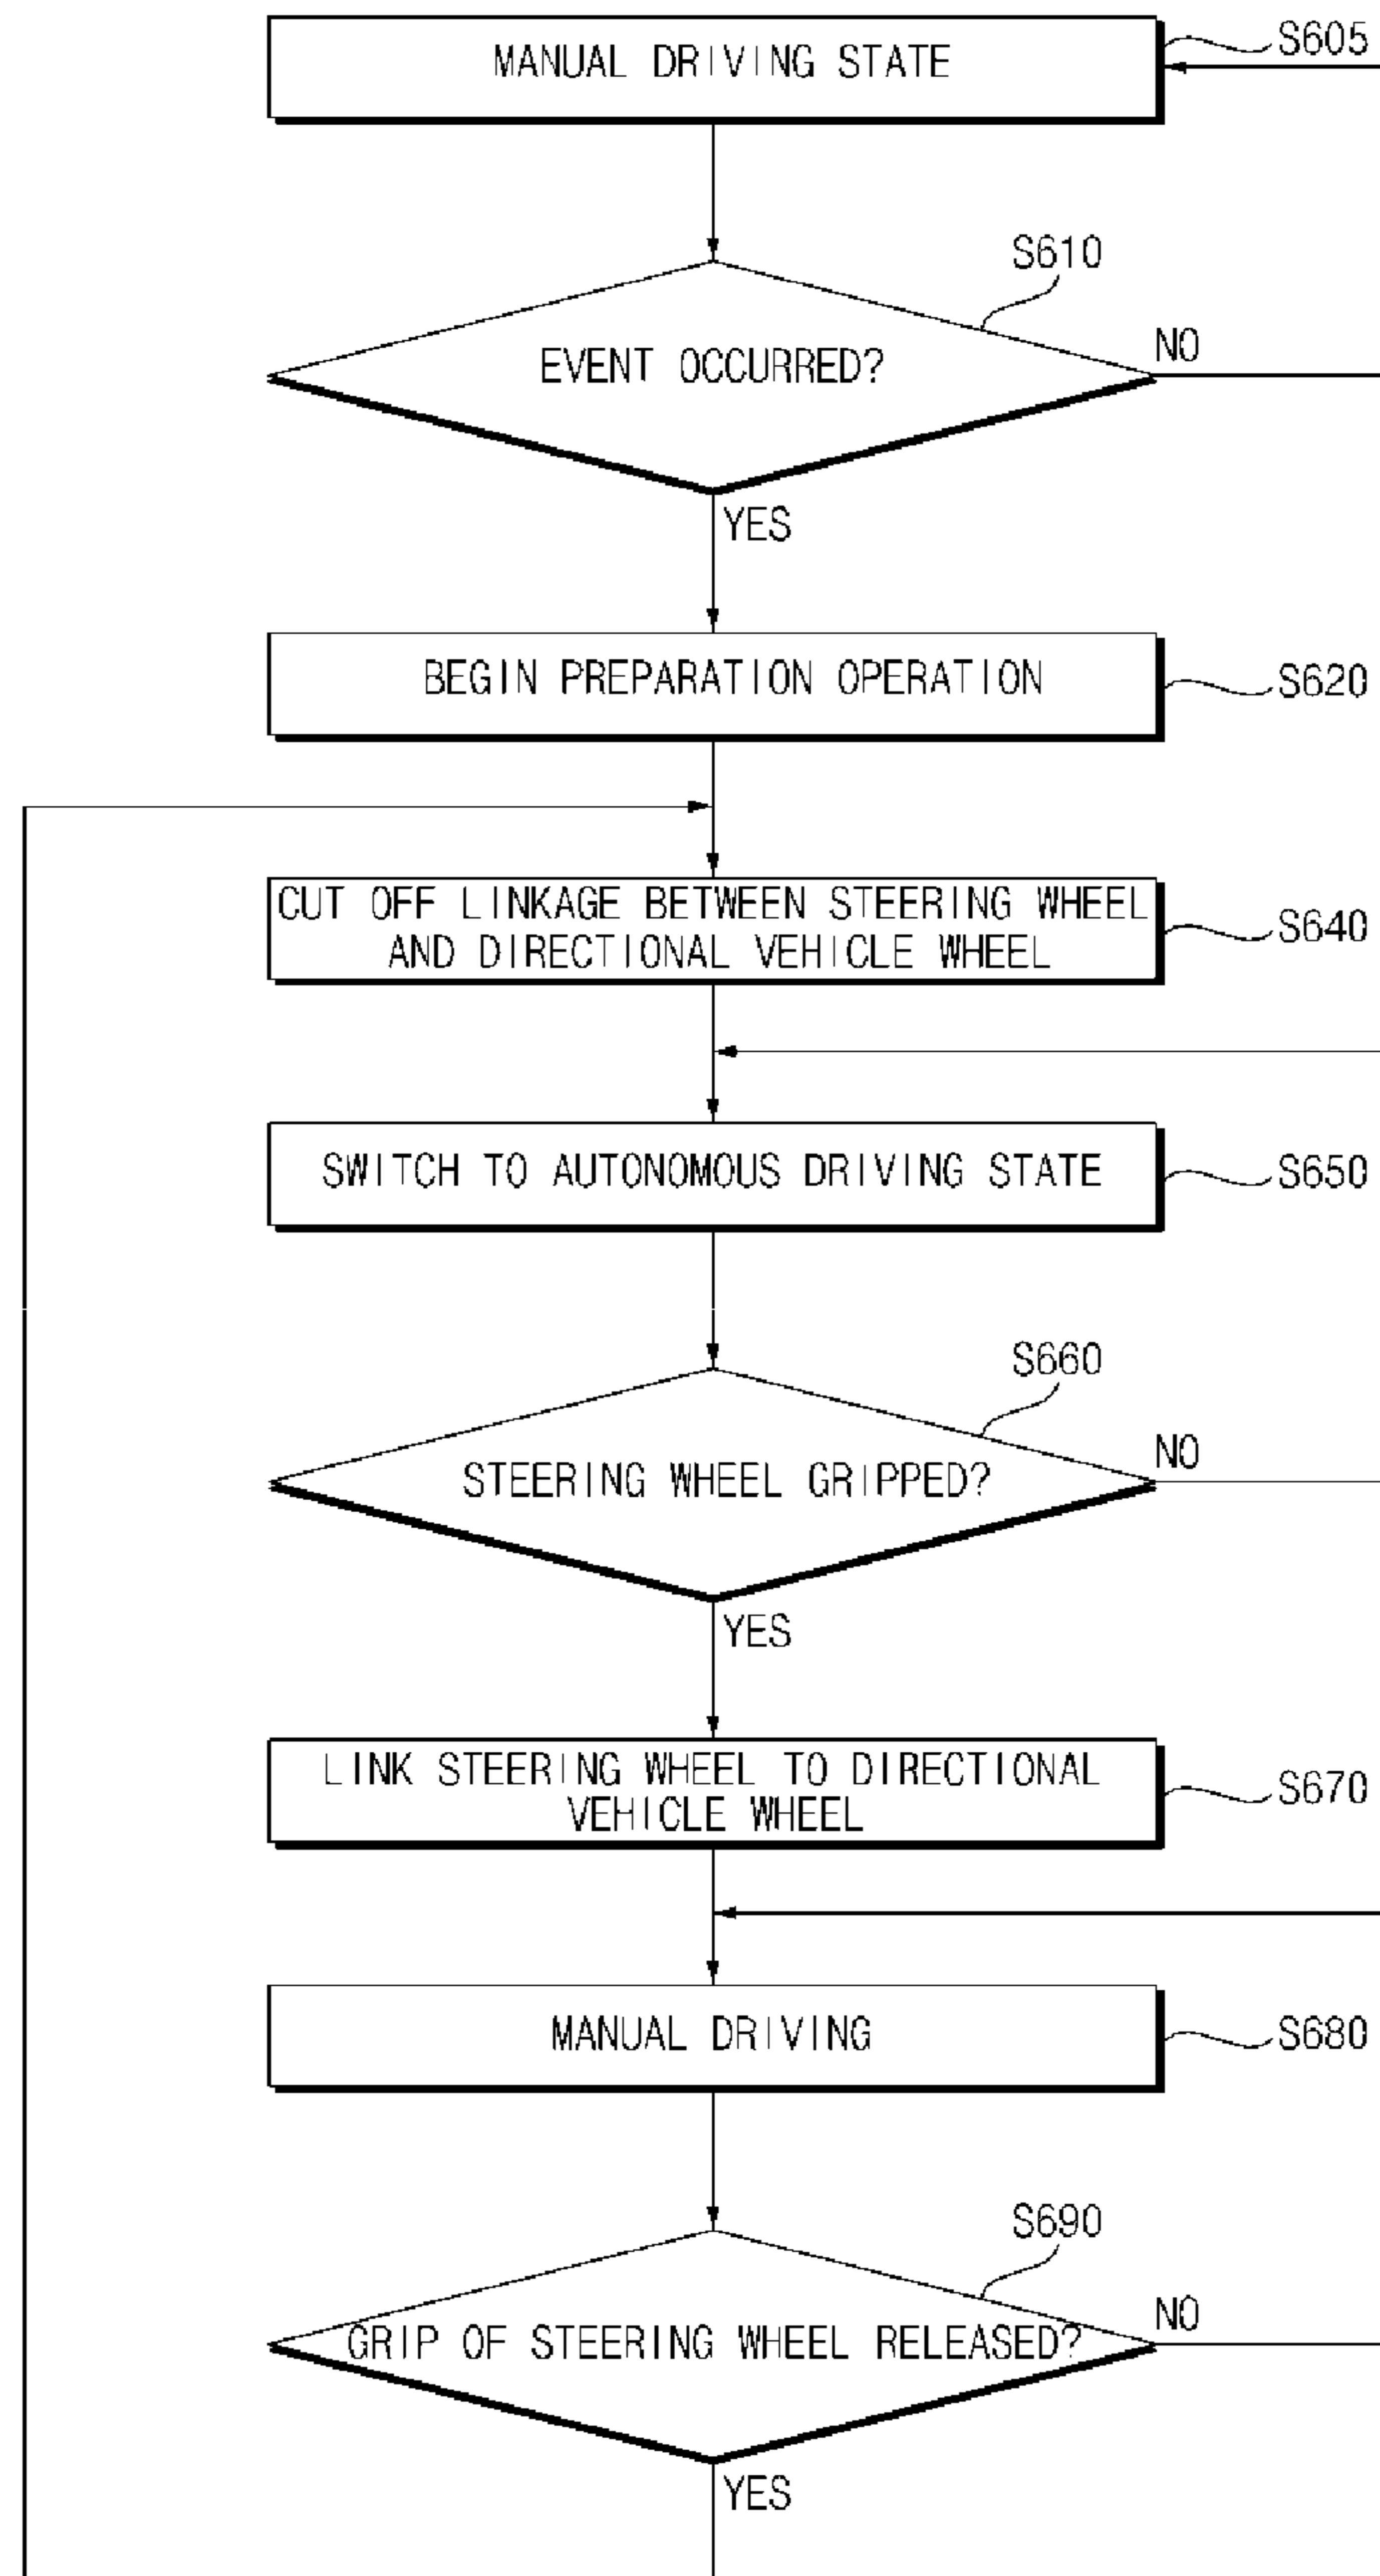 MANUAL DRIVING STATE
S605
S610
EVENT OCCURRED?
NO
YES
BEGIN PREPARATION OPERATION
S620
CUT OFF LINKAGE BETWEEN STEERING WHEEL
AND DIRECTIONAL VEHICLE WHEEL
S640
SWITCH TO AUTONOMOUS DRIVING STATE
S650
S660
STEERING WHEEL GRIPPED?
NO
YES
LINK STEERING WHEEL TO DIRECTIONAL
VEHICLE WHEEL
S670
MANUAL DRIVING
S680
S690
GRIP OF STEERING WHEEL RELEASED?
NO
YES